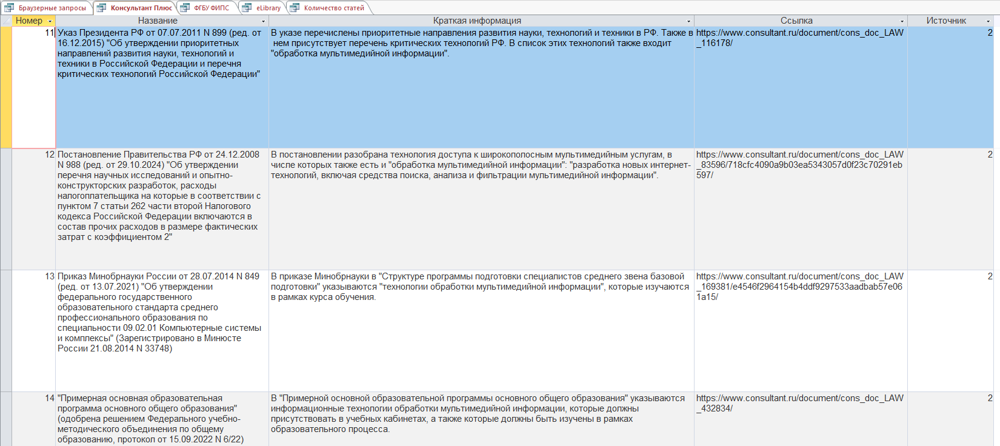 Браузерные запросы
Консультант Плюс
ФГБУ ФИПС
eLibrary
Количество статей
Номер
Название
Краткая информация
Ссылка
Источник
11
Указ Президента РФ от 07.07.2011 N 899 (ред. от
16.12.2015) "Об утверждении приоритетных
направлений развития науки, технологий и
техники в Российской Федерации и перечня
критических технологий Российской Федерации"
В указе перечислены приоритетные направления развития науки, технологий и техники в РФ. Также в
нем присутствует перечень критических технологий РФ. В список этих технологий также входит
"обработка мультимедийной информации".
https://www.consultant.ru/document/cons_doc_LAW
_116178/
2
12
Постановление Правительства РФ от 24.12.2008
N 988 (ред. от 29.10.2024) "Об утверждении
перечня научных исследований и опытно-
конструкторских разработок, расходы
налогоплательщика на которые в соответствии с
пунктом 7 статьи 262 части второй Налогового
кодекса Российской Федерации включаются в
состав прочих расходов в размере фактических
затрат с коэффициентом 2"
В постановлении разобрана технология доступа к широкополосным мультимедийным услугам, в
числе которых также есть и "обработка мультимедийной информации": "разработка новых интернет-
технологий, включая средства поиска, анализа и фильтрации мультимедийной информации".
https://www.consultant.ru/document/cons_doc_LAW
_83596/718cfc4090a9b03ea5343057d0f23c70291eb
597/
2
13
Приказ Минобрнауки России от 28.07.2014 N 849
(ред. от 13.07.2021) "Об утверждении
федерального государственного
образовательного стандарта среднего
профессионального образования по
специальности 09.02.01 Компьютерные системы
и комплексы" (Зарегистрировано в Минюсте
России 21.08.2014 N 33748)
В приказе Минобрнауки в "Структуре программы подготовки специалистов среднего звена базовой
подготовки" указываются "технологии обработки мультимедийной информации", которые изучаются
в рамках курса обучения.
https://www.consultant.ru/document/cons_doc_LAW
_169381/e4546f2964154b4ddf9297533aadbab57e06
1a15/
2
14
"Примерная основная образовательная
программа основного общего образования"
(одобрена решением Федерального учебно-
методического объединения по общему
образованию, протокол от 15.09.2022 N 6/22)
В "Примерной основной образовательной программы основного общего образования" указываются
информационные технологии обработки мультимедийной информации, которые должны
присутствовать в учебных кабинетах, а также которые должны быть изучены в рамках
образовательного процесса.
https://www.consultant.ru/document/cons_doc_LAW
_432834/
2